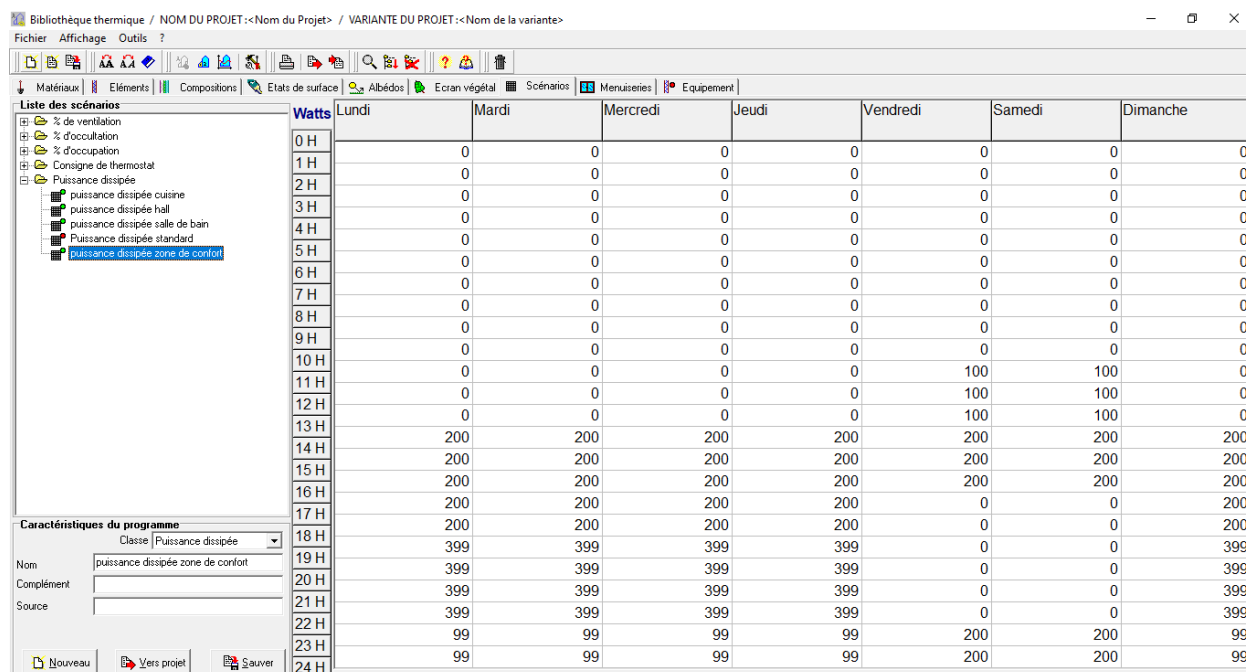 Bibliothèque thermique / NOM DU PROJET :<Nom du Projet> / VARIANTE DU PROJET :<Nom de la variante>
Fichier Affichage Outils ?
Matériaux Eléments Compositions Etats de surface Albédos Ecran végétal Scénarios Menuiseries Equipement
Liste des scénarios
% de ventilation
% d'occultation
% d'occupation
Consigne de thermostat
Puissance dissipée
puissance dissipée cuisine
puissance dissipée hall
puissance dissipée salle de bain
Puissance dissipée standard
puissance dissipée zone de confort
Caractéristiques du programme
Classe Puissance dissipée
Nom puissance dissipée zone de confort
Complément
Source
Nouveau Vers projet Sauver
Watts Lundi Mardi Mercredi Jeudi Vendredi Samedi Dimanche
0 H
0 0 0 0 0 0 0
1 H
0 0 0 0 0 0 0
2 H
0 0 0 0 0 0 0
3 H
0 0 0 0 0 0 0
4 H
0 0 0 0 0 0 0
5 H
0 0 0 0 0 0 0
6 H
0 0 0 0 0 0 0
7 H
0 0 0 0 0 0 0
8 H
0 0 0 0 0 0 0
9 H
0 0 0 0 0 0 0
10 H
0 0 0 0 100 100 0
11 H
0 0 0 0 100 100 0
12 H
0 0 0 0 100 100 0
13 H
200 200 200 200 200 200 200
14 H
200 200 200 200 200 200 200
15 H
200 200 200 200 200 200 200
16 H
200 200 200 200 0 0 200
17 H
200 200 200 200 0 0 200
18 H
399 399 399 399 0 0 399
19 H
399 399 399 399 0 0 399
20 H
399 399 399 399 0 0 399
21 H
399 399 399 399 0 0 399
22 H
99 99 99 99 200 200 99
23 H
99 99 99 99 200 200 99
24 H